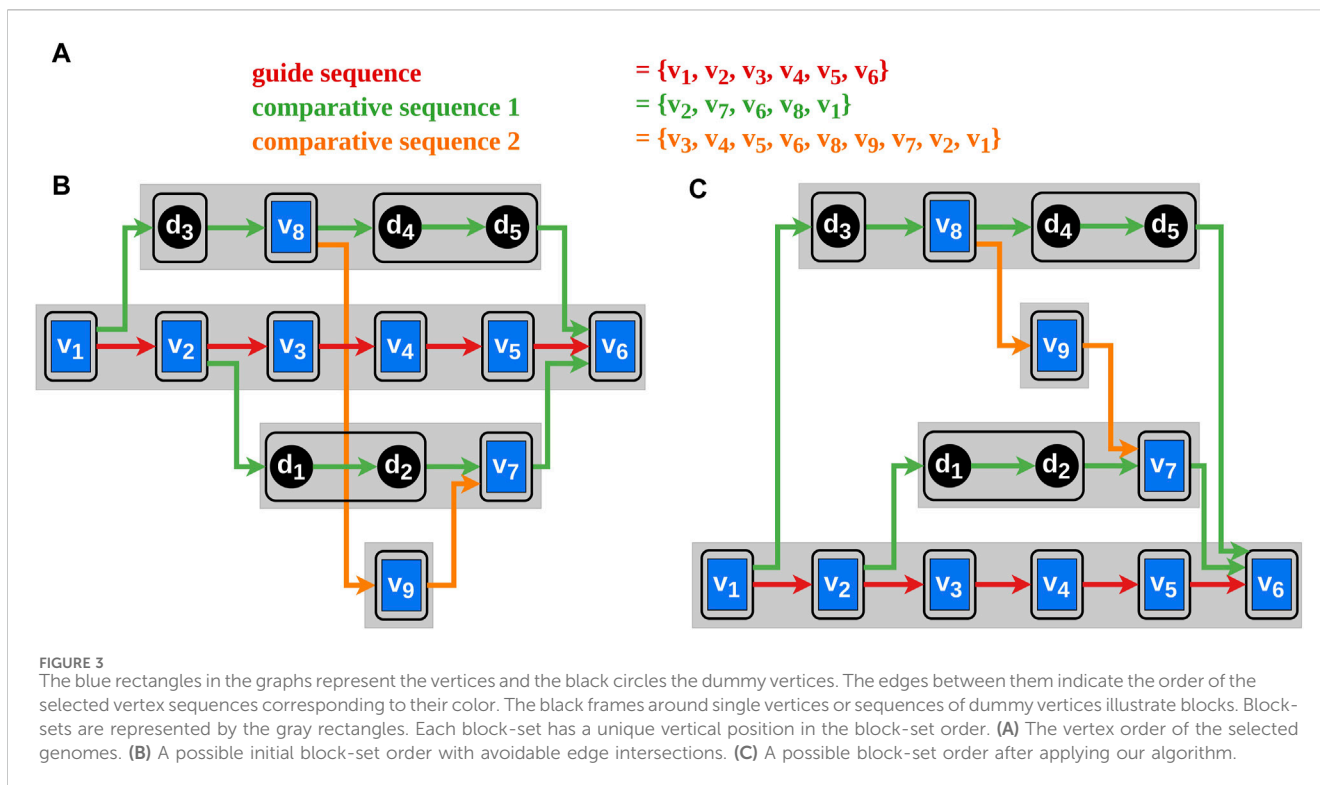 A
guide sequence = {v1, v2, v3, v4, v5, v6}
comparative sequence 1 = {v2, v7, v6, v8, v1}
comparative sequence 2 = {v3, v4, v5, v6, v8, v9, v7, v2, v1}
B
d3 v8 d4 d5
v1 v2 v3 v4 v5 v6
d1 d2 v7
v9
C
d3 v8 d4 d5
v9
d1 d2 v7
v1 v2 v3 v4 v5 v6
FIGURE 3
The blue rectangles in the graphs represent the vertices and the black circles the dummy vertices. The edges between them indicate the order of the
selected vertex sequences corresponding to their color. The black frames around single vertices or sequences of dummy vertices illustrate blocks. Block-
sets are represented by the gray rectangles. Each block-set has a unique vertical position in the block-set order. (A) The vertex order of the selected
genomes. (B) A possible initial block-set order with avoidable edge intersections. (C) A possible block-set order after applying our algorithm.